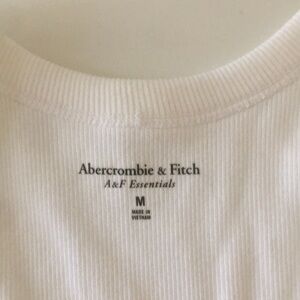 Abercrombie & Fitch
A&F Essentials
M
MADE IN
VIETNAM